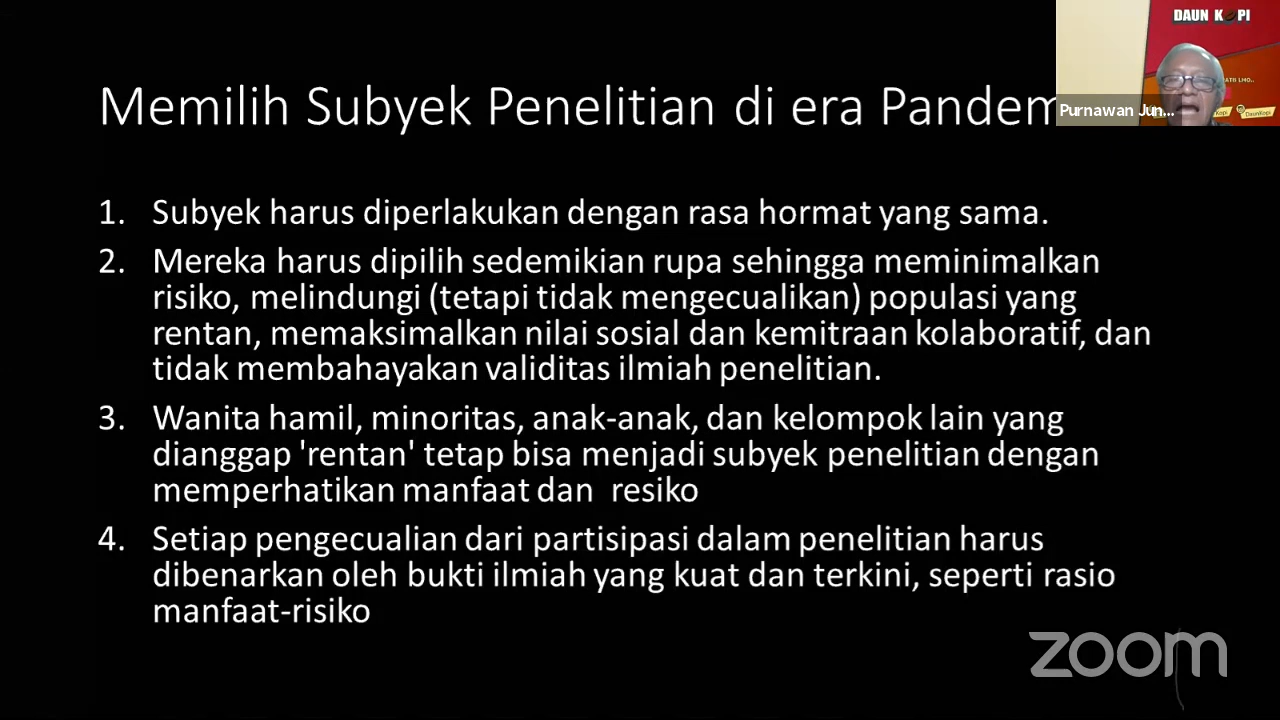 DAUN KOPI
Memilih Subyek Penelitian di era Pandem
Purnawan Jun...
DaunKopi
1. Subyek harus diperlakukan dengan rasa hormat yang sama.
2. Mereka harus dipilih sedemikian rupa sehingga meminimalkan
risiko, melindungi (tetapi tidak mengecualikan) populasi yang
rentan, memaksimalkan nilai sosial dan kemitraan kolaboratif, dan
tidak membahayakan validitas ilmiah penelitian.
3. Wanita hamil, minoritas, anak-anak, dan kelompok lain yang
dianggap 'rentan' tetap bisa menjadi subyek penelitian dengan
memperhatikan manfaat dan  resiko
4. Setiap pengecualian dari partisipasi dalam penelitian harus
dibenarkan oleh bukti ilmiah yang kuat dan terkini, seperti rasio
manfaat-risiko
zoom